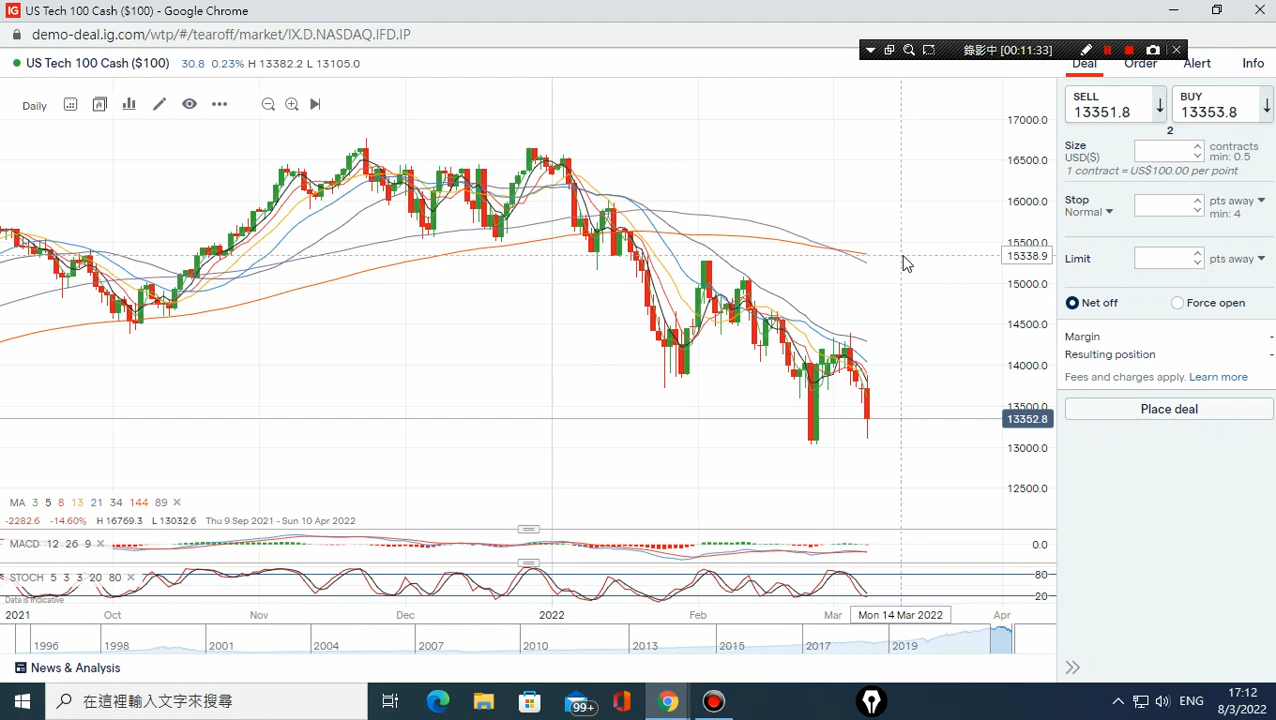 IG US Tech 100 Cash ($100) - Google Chrome
demo-deal.ig.com/wtp/#/tearoff/market/IX.D.NASDAQ.IFD.IP
錄影中 [00:11:33]
US Tech 100 Cash ($100) 30.8 0.23% H 13382.2 L 13105.0
Deal Order Alert Info
Daily
SELL
13351.8
BUY
13353.8
2
Size
USD($)
contracts
min: 0.5
1 contract = US$100.00 per point
Stop
Normal
pts away
min: 4
Limit
pts away
Net off
Force open
Margin -
Resulting position -
Fees and charges apply. Learn more
Place deal
17000.0
16500.0
16000.0
15500.0
15338.9
15000.0
14500.0
14000.0
13500.0
13352.8
13000.0
12500.0
MA 3 5 8 13 21 34 144 89
-2282.6 -14.60% H 16769.3 L 13032.6 Thu 9 Sep 2021 - Sun 10 Apr 2022
MACD 12 26 9
0.0
STOCH 5 3 3 20 80
80
20
Data is indicative
2021 Oct Nov Dec 2022 Feb Mar Mon 14 Mar 2022 Apr
1996 1998 2001 2004 2007 2010 2013 2015 2017 2019
News & Analysis
在這裡輸入文字來搜尋
99+
ENG
17:12
8/3/2022